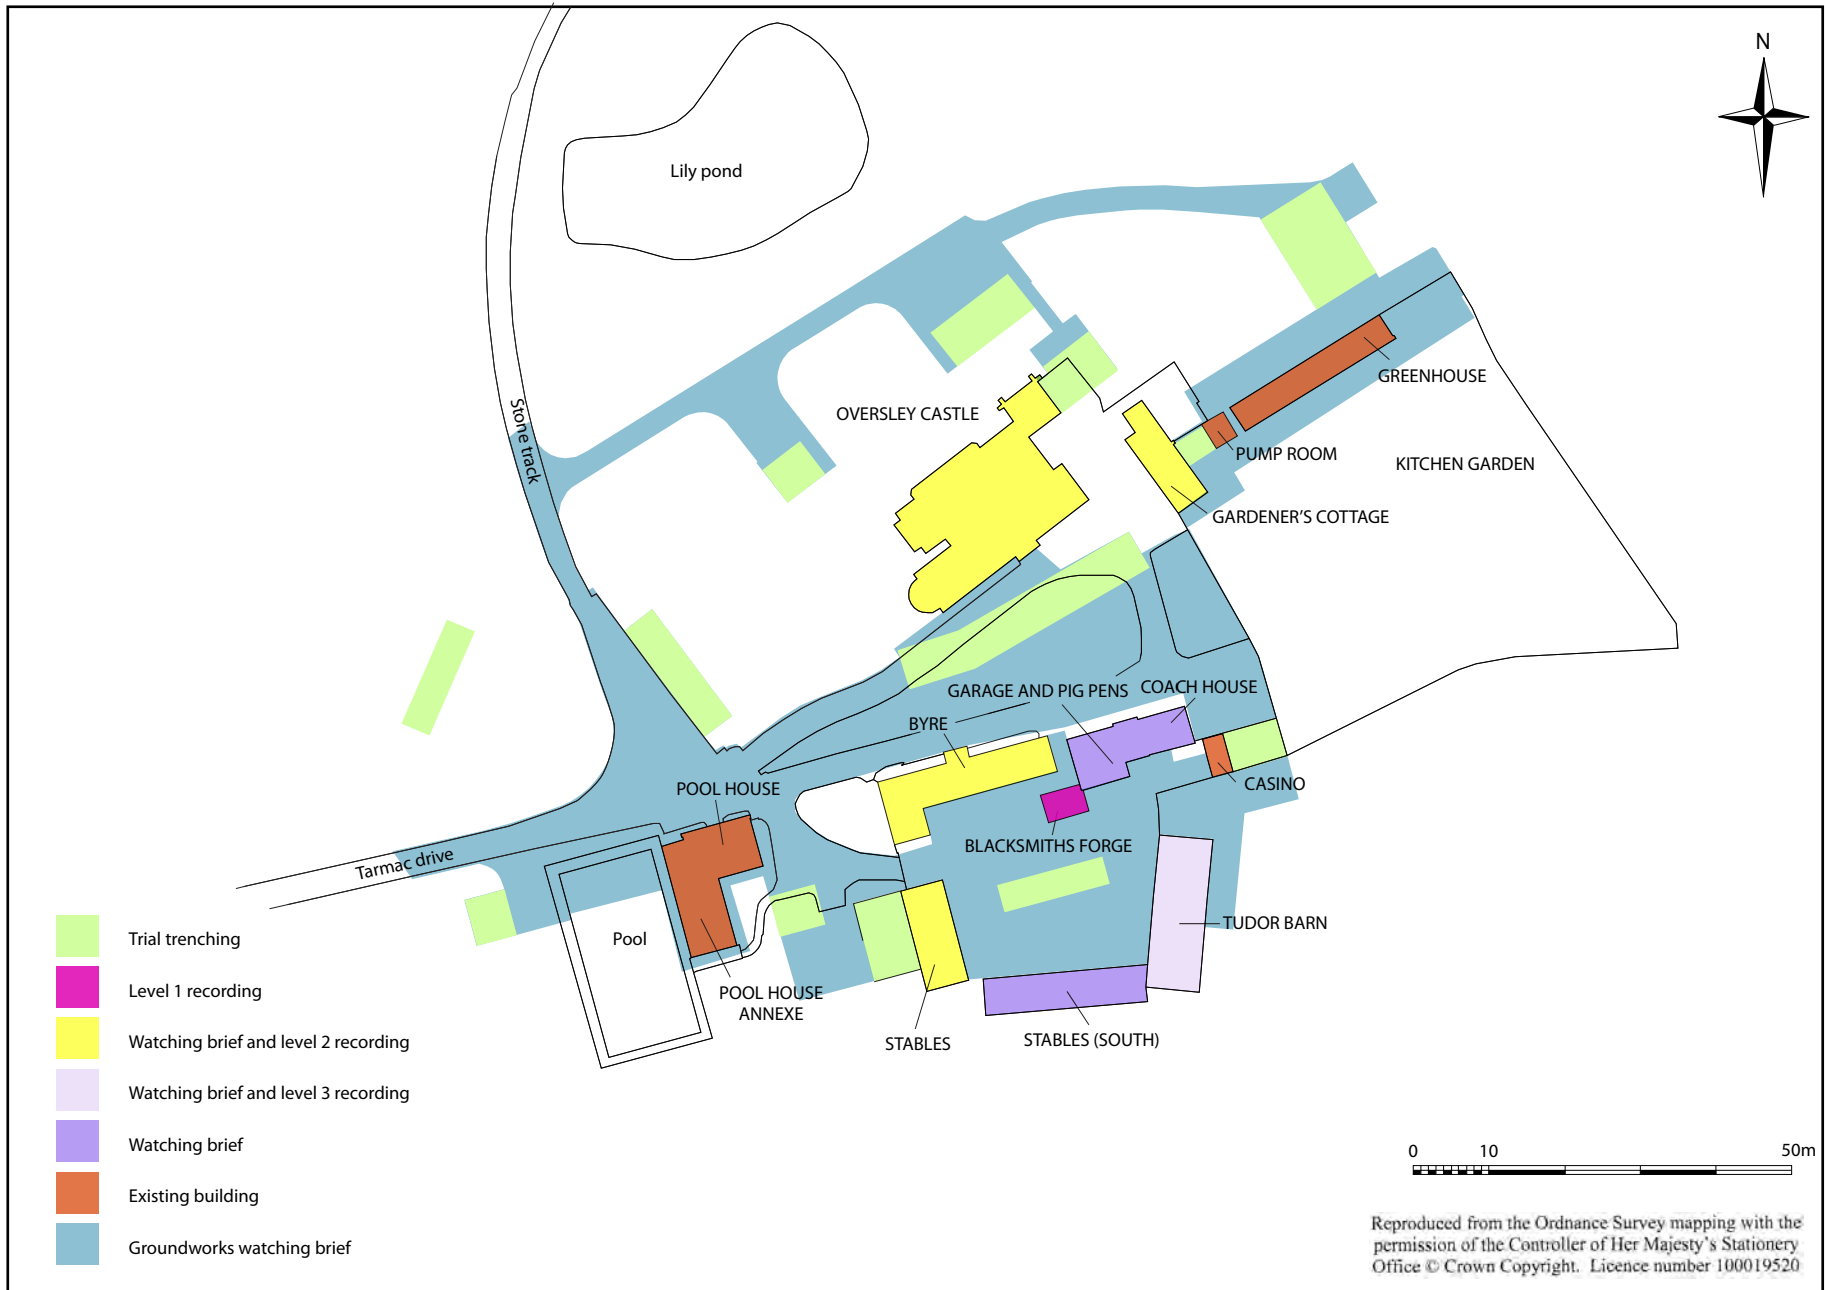 N
Lily pond
OVERSLEY CASTLE
GREENHOUSE
Stone track
PUMP ROOM
KITCHEN GARDEN
GARDENER'S COTTAGE
GARAGE AND PIG PENS
COACH HOUSE
BYRE
POOL HOUSE
CASINO
BLACKSMITHS FORGE
Tarmac drive
TUDOR BARN
Pool
POOL HOUSE
ANNEXE
STABLES
STABLES (SOUTH)
Trial trenching
Level 1 recording
Watching brief and level 2 recording
Watching brief and level 3 recording
Watching brief
Existing building
Groundworks watching brief
0 10 50m
Reproduced from the Ordnance Survey mapping with the
permission of the Controller of Her Majesty's Stationery
Office © Crown Copyright. Licence number 100019520